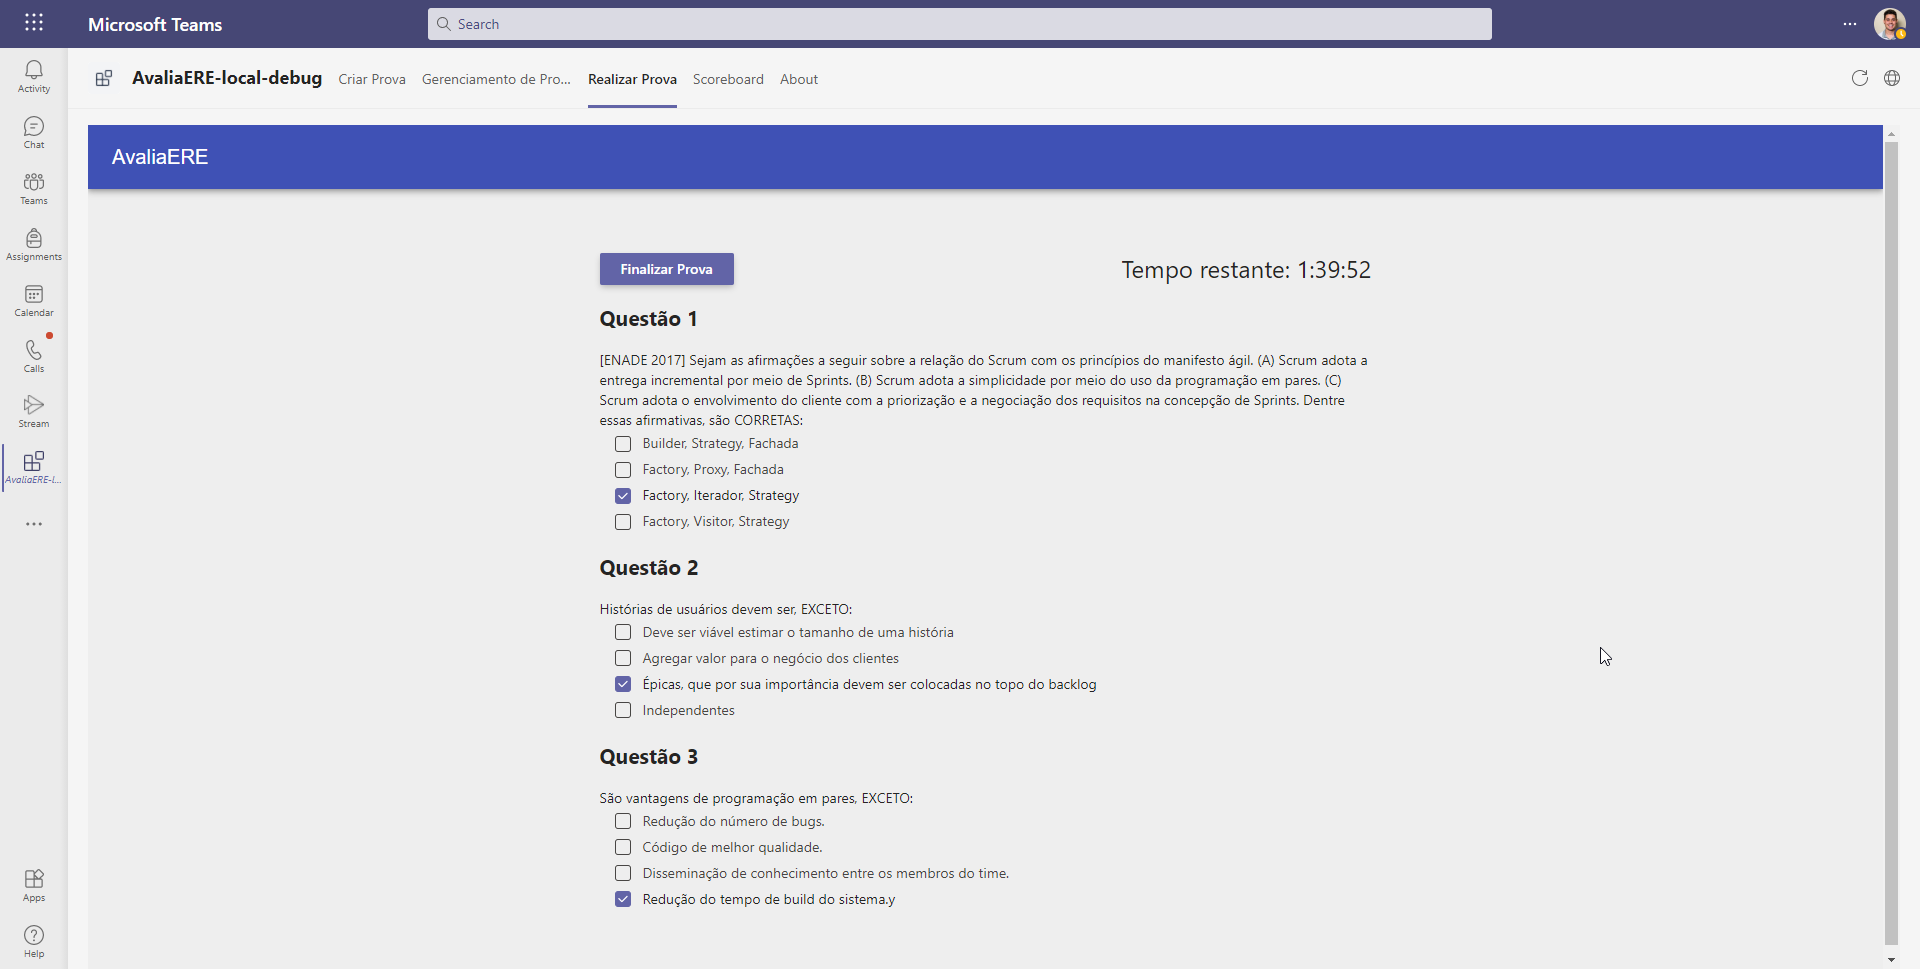 Microsoft Teams
Search
Activity
Chat
Teams
Assignments
Calendar
Calls
Stream
AvaliaERE-l...
Apps
Help
AvaliaERE-local-debug
Criar Prova
Gerenciamento de Pro...
Realizar Prova
Scoreboard
About
AvaliaERE
Finalizar Prova
Tempo restante: 1:39:52
Questão 1
[ENADE 2017] Sejam as afirmações a seguir sobre a relação do Scrum com os princípios do manifesto ágil. (A) Scrum adota a
entrega incremental por meio de Sprints. (B) Scrum adota a simplicidade por meio do uso da programação em pares. (C)
Scrum adota o envolvimento do cliente com a priorização e a negociação dos requisitos na concepção de Sprints. Dentre
essas afirmativas, são CORRETAS:
Builder, Strategy, Fachada
Factory, Proxy, Fachada
Factory, Iterador, Strategy
Factory, Visitor, Strategy
Questão 2
Histórias de usuários devem ser, EXCETO:
Deve ser viável estimar o tamanho de uma história
Agregar valor para o negócio dos clientes
Épicas, que por sua importância devem ser colocadas no topo do backlog
Independentes
Questão 3
São vantagens de programação em pares, EXCETO:
Redução do número de bugs.
Código de melhor qualidade.
Disseminação de conhecimento entre os membros do time.
Redução do tempo de build do sistema.y